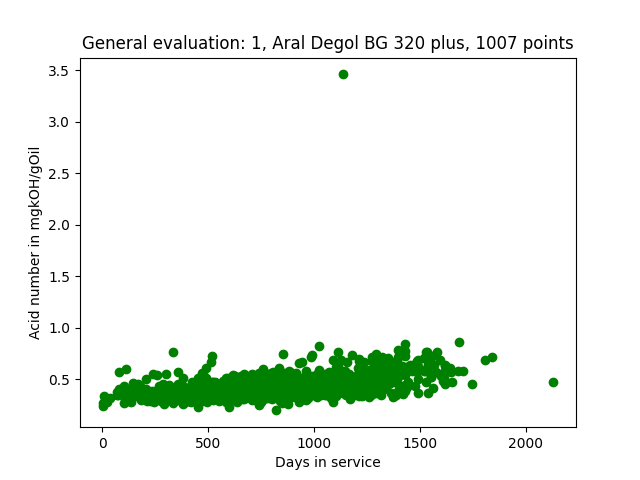 General evaluation: 1, Aral Degol BG 320 plus, 1007 points
3.5
3.0
2.5
2.0
1.5
1.0
0.5
Acid number in mgkOH/gOil
0 500 1000 1500 2000
Days in service